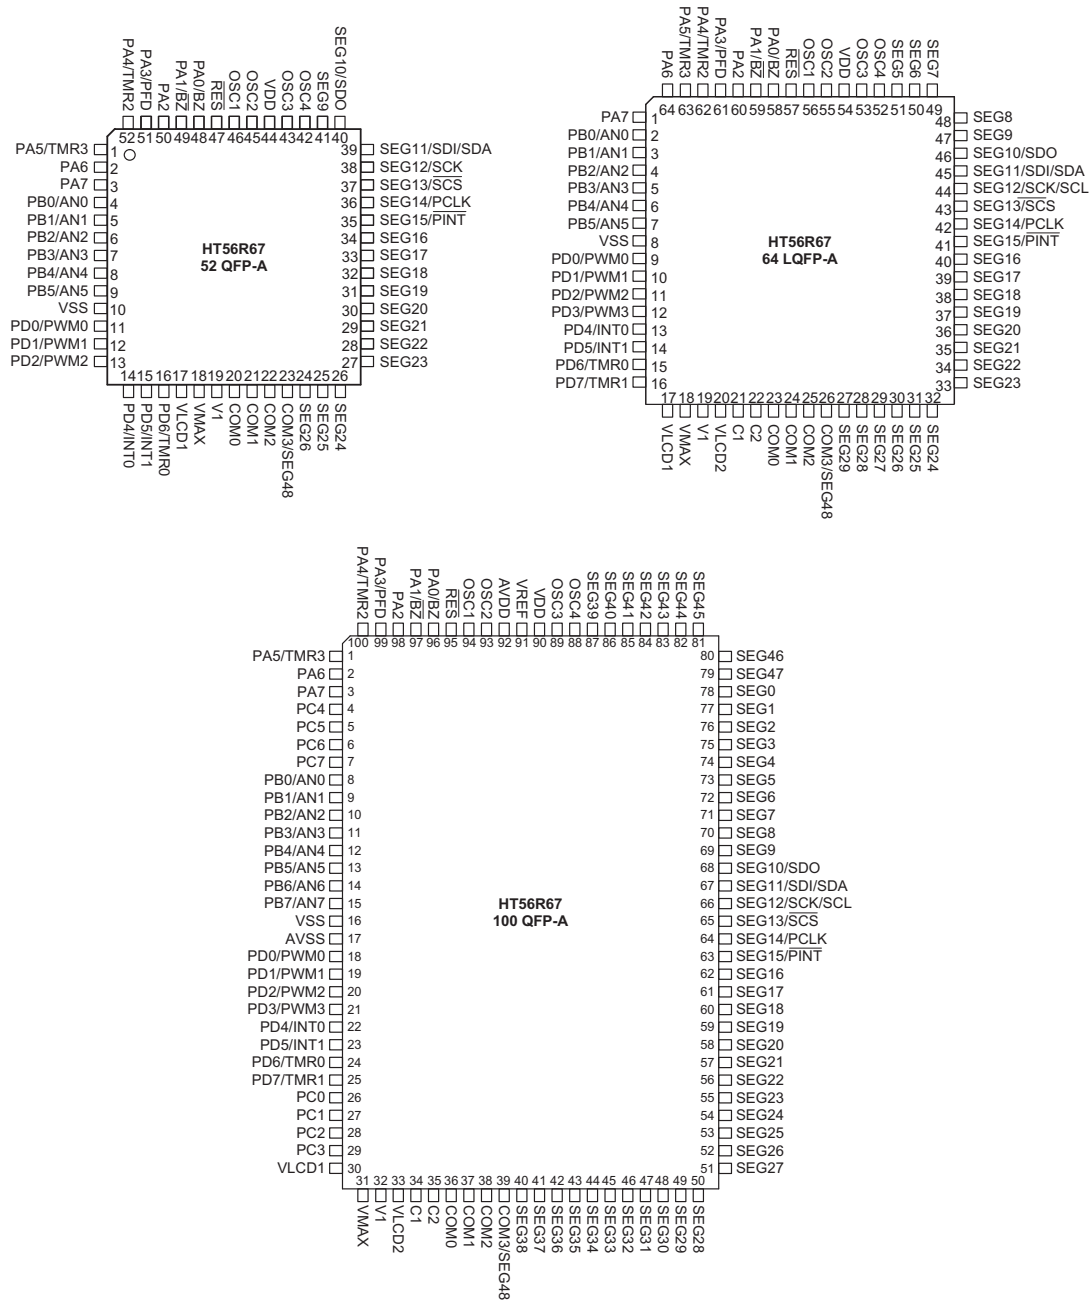 PA4/TMR2
PA3/PFD
PA2
PA1/BZ
PA0/BZ
RES
OSC1
OSC2
VDD
OSC3
OSC4
SEG9
SEG10/SDO
52 51 50 49 48 47 46 45 44 43 42 41 40
PA5/TMR3 1
PA6 2
PA7 3
PB0/AN0 4
PB1/AN1 5
PB2/AN2 6
PB3/AN3 7
PB4/AN4 8
PB5/AN5 9
VSS 10
PD0/PWM0 11
PD1/PWM1 12
PD2/PWM2 13
HT56R67
52 QFP-A
39 SEG11/SDI/SDA
38 SEG12/SCK
37 SEG13/SCS
36 SEG14/PCLK
35 SEG15/PINT
34 SEG16
33 SEG17
32 SEG18
31 SEG19
30 SEG20
29 SEG21
28 SEG22
27 SEG23
14 15 16 17 18 19 20 21 22 23 24 25 26
PD4/INT0
PD5/INT1
PD6/TMR0
VLCD1
VMAX
V1
COM0
COM1
COM2
COM3/SEG48
SEG26
SEG25
SEG24
PA6
PA5/TMR3
PA4/TMR2
PA3/PFD
PA2
PA1/BZ
PA0/BZ
RES
OSC1
OSC2
VDD
OSC3
OSC4
SEG5
SEG6
SEG7
64 63 62 61 60 59 58 57 56 55 54 53 52 51 50 49
PA7 1
PB0/AN0 2
PB1/AN1 3
PB2/AN2 4
PB3/AN3 5
PB4/AN4 6
PB5/AN5 7
VSS 8
PD0/PWM0 9
PD1/PWM1 10
PD2/PWM2 11
PD3/PWM3 12
PD4/INT0 13
PD5/INT1 14
PD6/TMR0 15
PD7/TMR1 16
HT56R67
64 LQFP-A
48 SEG8
47 SEG9
46 SEG10/SDO
45 SEG11/SDI/SDA
44 SEG12/SCK/SCL
43 SEG13/SCS
42 SEG14/PCLK
41 SEG15/PINT
40 SEG16
39 SEG17
38 SEG18
37 SEG19
36 SEG20
35 SEG21
34 SEG22
33 SEG23
17 18 19 20 21 22 23 24 25 26 27 28 29 30 31 32
VLCD1
VMAX
V1
VLCD2
C1
C2
COM0
COM1
COM2
COM3/SEG48
SEG29
SEG28
SEG27
SEG26
SEG25
SEG24
PA4/TMR2
PA3/PFD
PA2
PA1/BZ
PA0/BZ
RES
OSC1
OSC2
AVDD
VREF
VDD
OSC3
OSC4
SEG39
SEG40
SEG41
SEG42
SEG43
SEG44
SEG45
100 99 98 97 96 95 94 93 92 91 90 89 88 87 86 85 84 83 82 81
PA5/TMR3 1
PA6 2
PA7 3
PC4 4
PC5 5
PC6 6
PC7 7
PB0/AN0 8
PB1/AN1 9
PB2/AN2 10
PB3/AN3 11
PB4/AN4 12
PB5/AN5 13
PB6/AN6 14
PB7/AN7 15
VSS 16
AVSS 17
PD0/PWM0 18
PD1/PWM1 19
PD2/PWM2 20
PD3/PWM3 21
PD4/INT0 22
PD5/INT1 23
PD6/TMR0 24
PD7/TMR1 25
PC0 26
PC1 27
PC2 28
PC3 29
VLCD1 30
HT56R67
100 QFP-A
80 SEG46
79 SEG47
78 SEG0
77 SEG1
76 SEG2
75 SEG3
74 SEG4
73 SEG5
72 SEG6
71 SEG7
70 SEG8
69 SEG9
68 SEG10/SDO
67 SEG11/SDI/SDA
66 SEG12/SCK/SCL
65 SEG13/SCS
64 SEG14/PCLK
63 SEG15/PINT
62 SEG16
61 SEG17
60 SEG18
59 SEG19
58 SEG20
57 SEG21
56 SEG22
55 SEG23
54 SEG24
53 SEG25
52 SEG26
51 SEG27
31 32 33 34 35 36 37 38 39 40 41 42 43 44 45 46 47 48 49 50
VMAX
V1
VLCD2
C1
C2
COM0
COM1
COM2
COM3/SEG48
SEG38
SEG37
SEG36
SEG35
SEG34
SEG33
SEG32
SEG31
SEG30
SEG29
SEG28